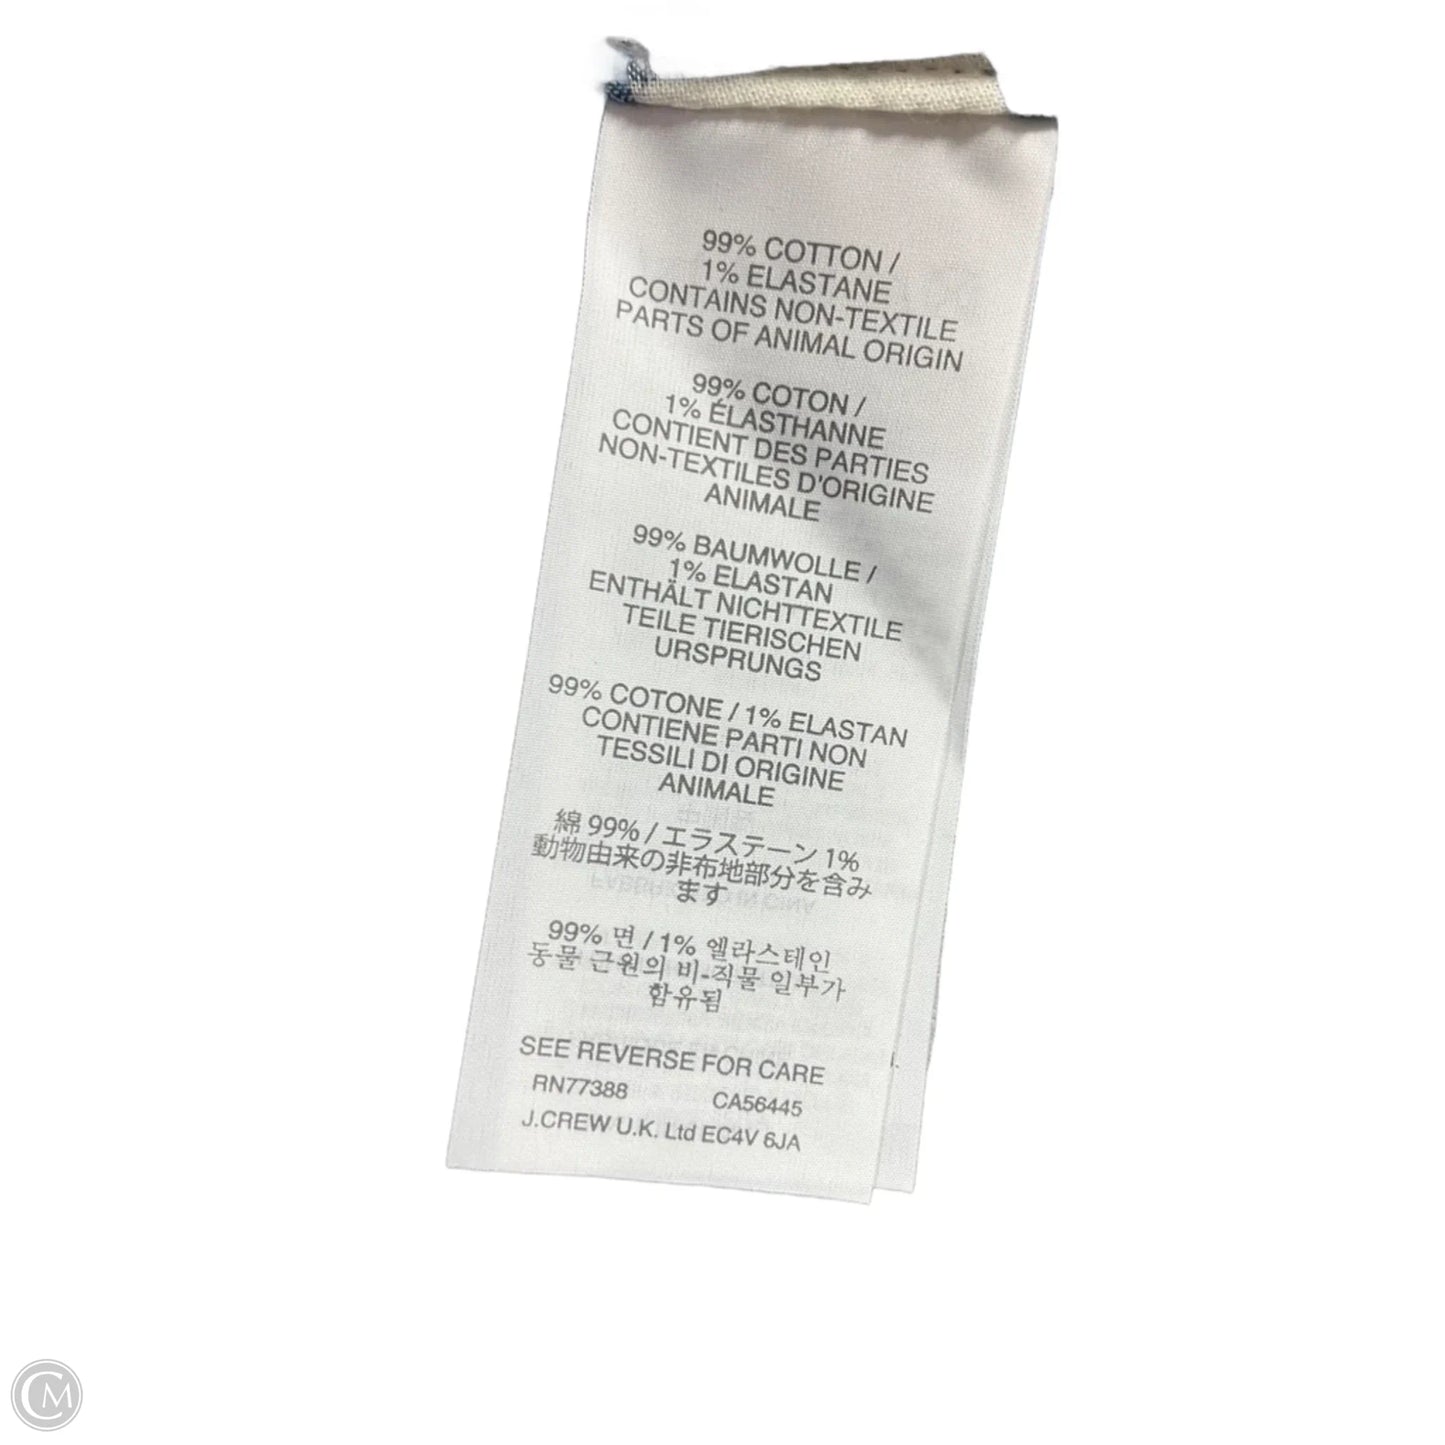 99% COTTON /
1% ELASTANE
CONTAINS NON-TEXTILE
PARTS OF ANIMAL ORIGIN
99% COTON /
1% ÉLASTHANNE
CONTIENT DES PARTIES
NON-TEXTILES D'ORIGINE
ANIMALE
99% BAUMWOLLE /
1% ELASTAN
ENTHÄLT NICHTTEXTILE
TEILE TIERISCHEN
URSPRUNGS
99% COTONE / 1% ELASTAN
CONTIENE PARTI NON
TESSILI DI ORIGINE
ANIMALE
綿 99% / エラステーン 1%
動物由来の非布地部分を含み
ます
99% 면 / 1% 엘라스테인
동물 근원의 비-직물 일부가
함유됨
SEE REVERSE FOR CARE
RN77388 CA56445
J.CREW U.K. Ltd EC4V 6JA
CM